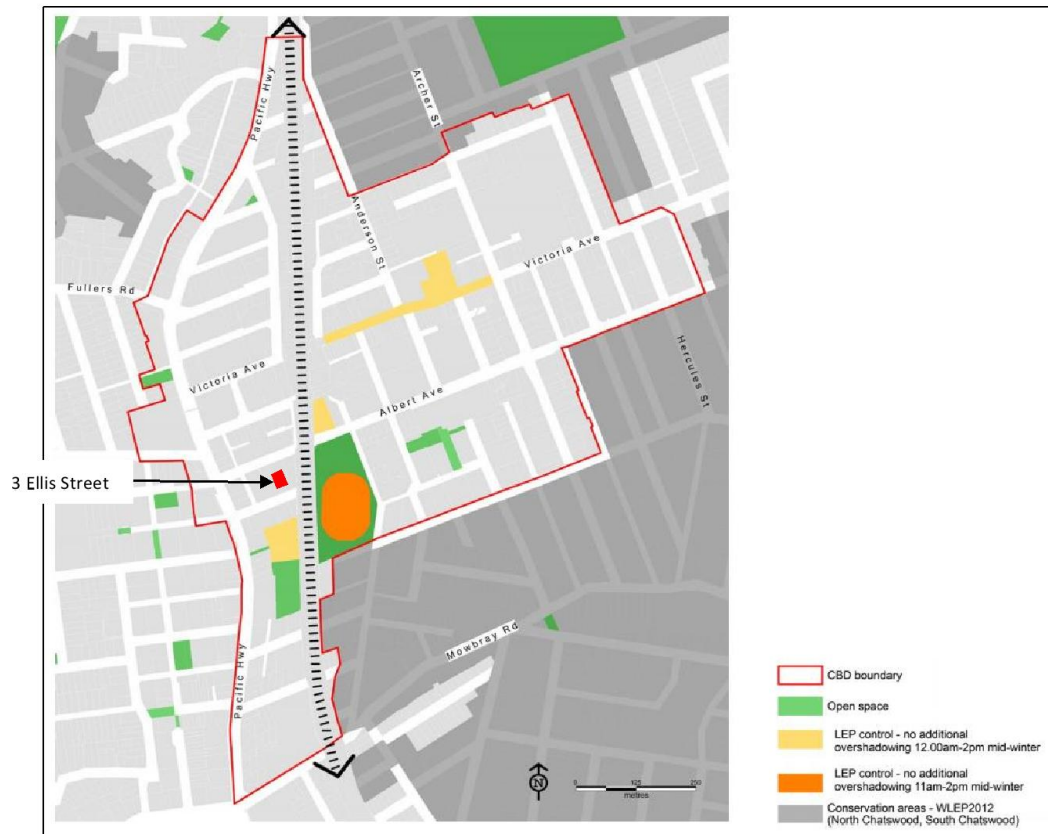 Pacific Hwy
Archer St
Anderson St
Victoria Ave
Fullers Rd
Hercules St
Victoria Ave
Albert Ave
3 Ellis Street
Mowbray Rd
Pacific Hwy
CBD boundary
Open space
LEP control - no additional
overshadowing 12.00am-2pm mid-winter
LEP control - no additional
overshadowing 11am-2pm mid-winter
Conservation areas - WLEP2012
(North Chatswood, South Chatswood)
N
0 125 250
metres